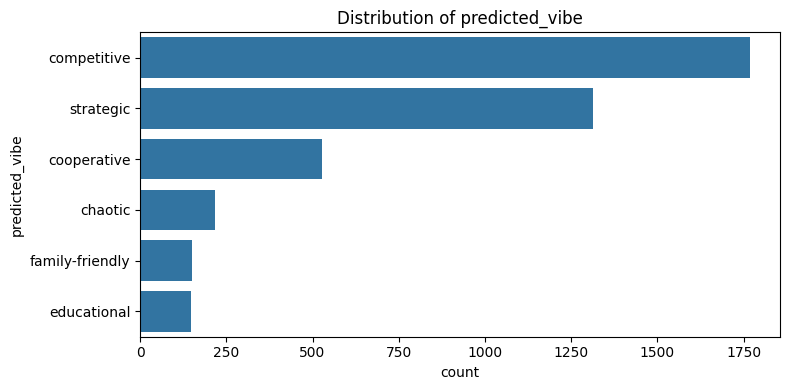 Distribution of predicted_vibe
predicted_vibe
competitive
strategic
cooperative
chaotic
family-friendly
educational
0 250 500 750 1000 1250 1500 1750
count